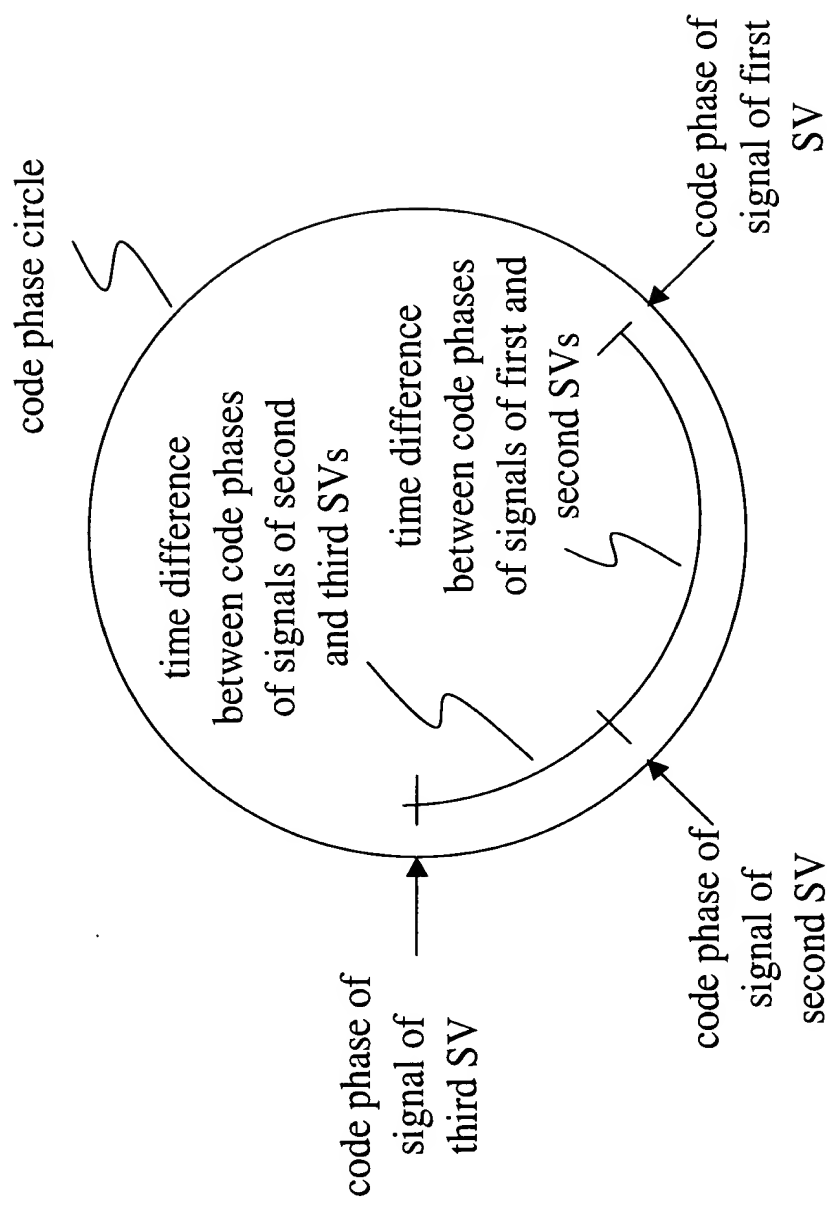 code phase circle
time difference
between code phases
of signals of second
and third SVs
time difference
between code phases
of signals of first and
second SVs
code phase of
signal of
third SV
code phase of
signal of
second SV
code phase of
signal of first
SV